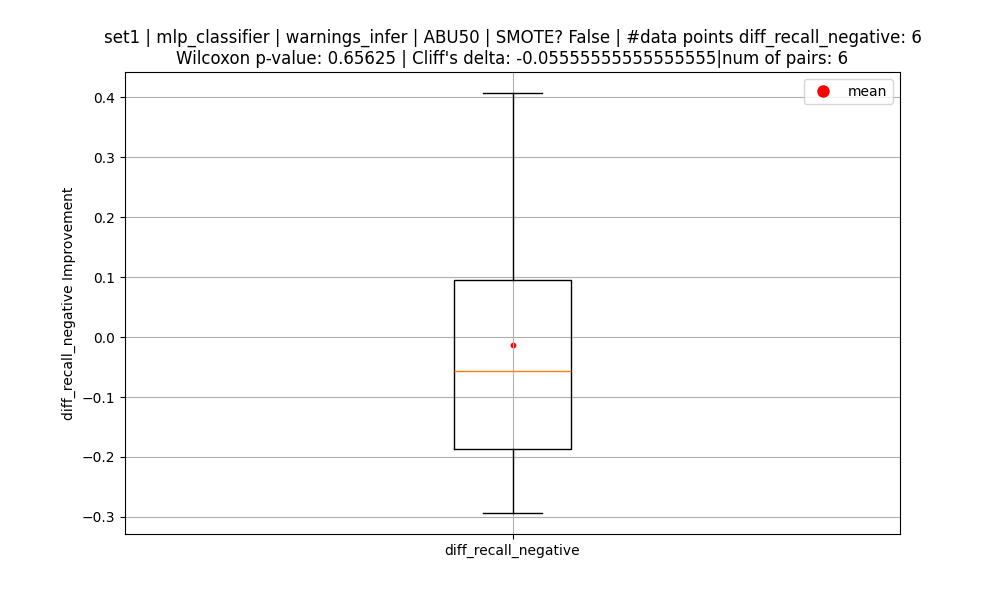 set1 | mlp_classifier | warnings_infer | ABU50 | SMOTE? False | #data points diff_recall_negative: 6
Wilcoxon p-value: 0.65625 | Cliff's delta: -0.05555555555555555|num of pairs: 6
mean
0.4
0.3
0.2
0.1
0.0
−0.1
−0.2
−0.3
diff_recall_negative Improvement
diff_recall_negative